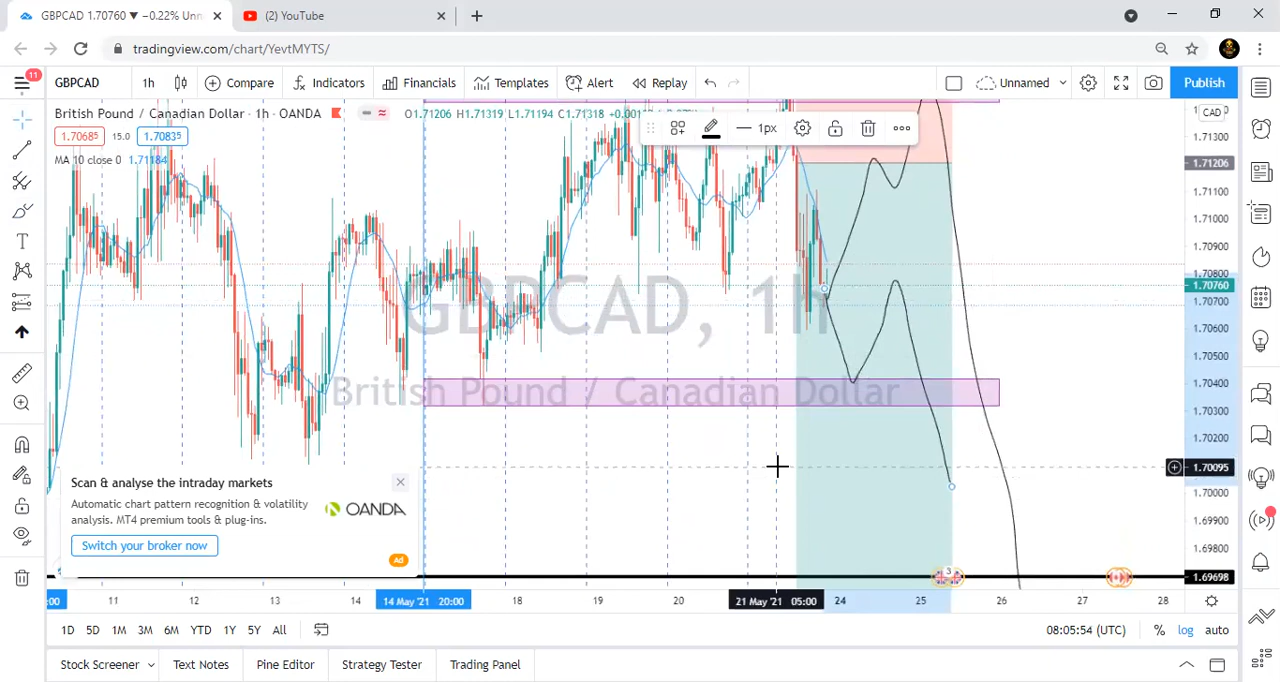 GBPCAD 1.70760 ▼ −0.22% Unn
(2) YouTube
tradingview.com/chart/YevtMYTS/
11
GBPCAD
1h
Compare
Indicators
Financials
Templates
Alert
Replay
Unnamed
Publish
British Pound / Canadian Dollar · 1h · OANDA
O1.71206 H1.71319 L1.71194 C1.71318
CAD
1px
1.71300
1.70685
15.0
1.70835
MA 10 close 0 1.71184
1.71206
1.71100
1.71000
1.70900
1.70800
1.70760
1.70700
1.70600
1.70500
1.70400
1.70300
1.70200
1.70095
1.70000
1.69900
1.69800
1.69698
GBPCAD, 1h
British Pound / Canadian Dollar
Scan & analyse the intraday markets
Automatic chart pattern recognition & volatility
analysis. MT4 premium tools & plug-ins.
OANDA
Switch your broker now
Ad
3
:00
11
12
13
14
14 May '21 20:00
18
19
20
21 May '21 05:00
24
25
26
27
28
1D 5D 1M 3M 6M YTD 1Y 5Y All
08:05:54 (UTC)
%
log
auto
Stock Screener
Text Notes
Pine Editor
Strategy Tester
Trading Panel